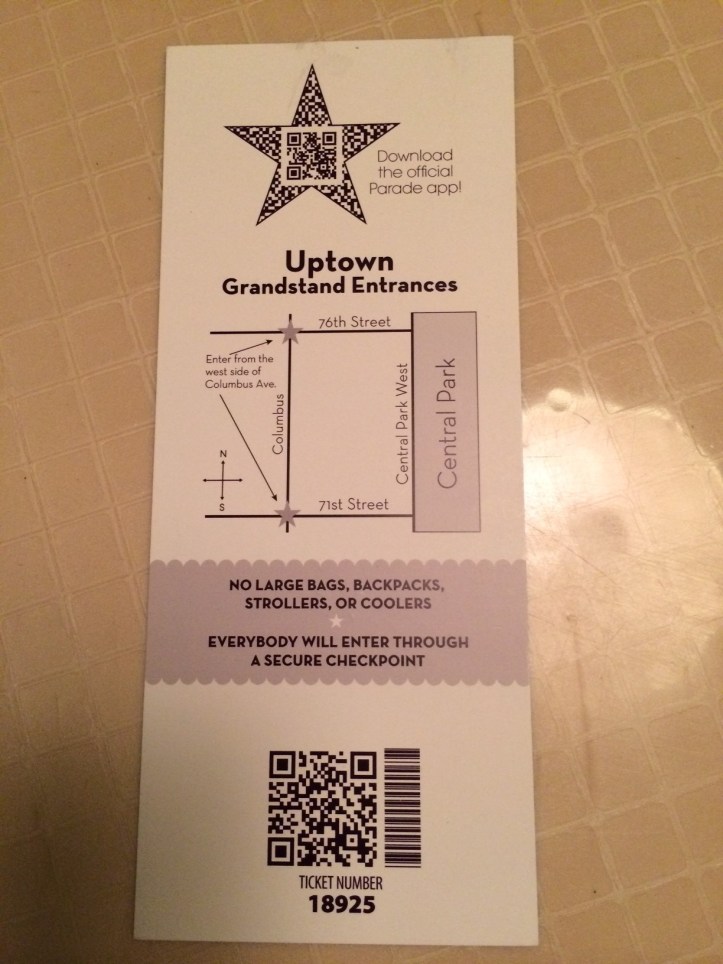 Download
the official
Parade app!
Uptown
Grandstand Entrances
76th Street
Enter from the
west side of
Columbus Ave.
Columbus
Central Park West
Central Park
N
S
71st Street
NO LARGE BAGS, BACKPACKS,
STROLLERS, OR COOLERS
EVERYBODY WILL ENTER THROUGH
A SECURE CHECKPOINT
TICKET NUMBER
18925